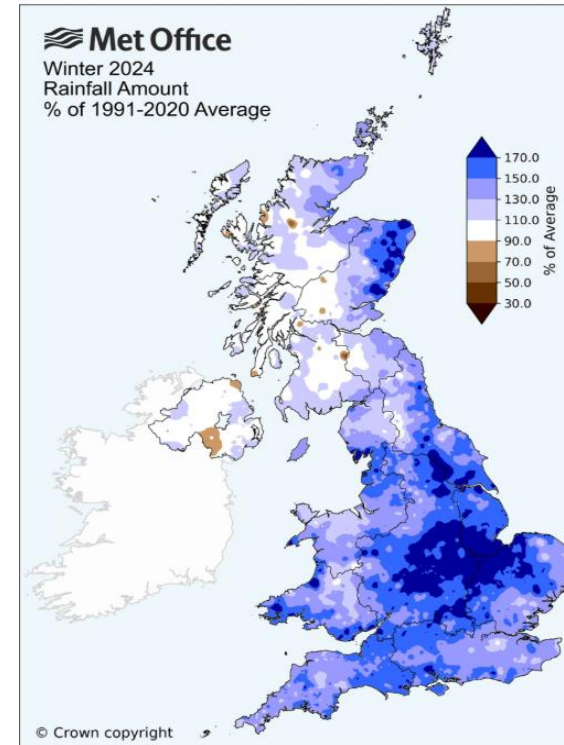 Met Office
Winter 2024
Rainfall Amount
% of 1991-2020 Average
170.0
150.0
130.0
110.0
90.0
70.0
50.0
30.0
% of Average
© Crown copyright